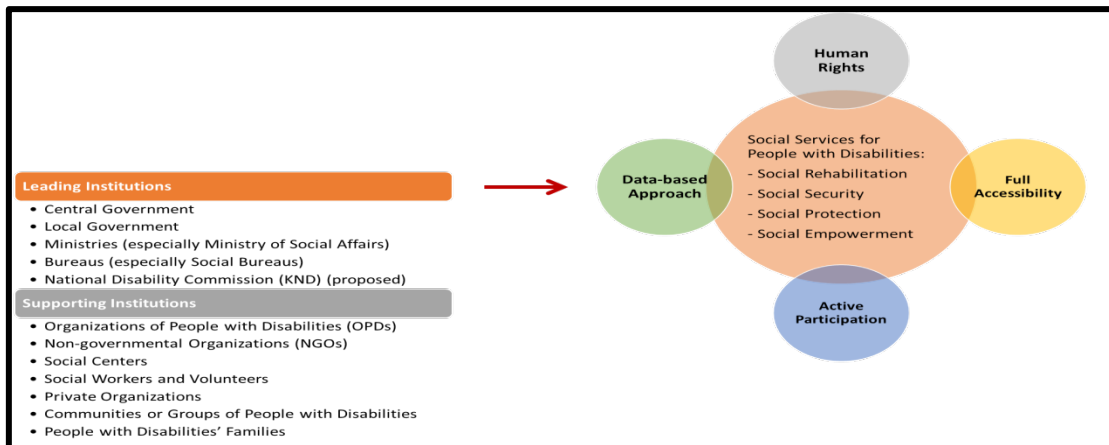 Leading Institutions
• Central Government
• Local Government
• Ministries (especially Ministry of Social Affairs)
• Bureaus (especially Social Bureaus)
• National Disability Commission (KND) (proposed)
Supporting Institutions
• Organizations of People with Disabilities (OPDs)
• Non-governmental Organizations (NGOs)
• Social Centers
• Social Workers and Volunteers
• Private Organizations
• Communities or Groups of People with Disabilities
• People with Disabilities’ Families
Human
Rights
Data-based
Approach
Social Services for
People with Disabilities:
- Social Rehabilitation
- Social Security
- Social Protection
- Social Empowerment
Full
Accessibility
Active
Participation